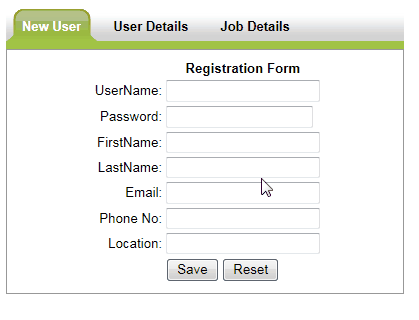 New User User Details Job Details
Registration Form
UserName:
Password:
FirstName:
LastName:
Email:
Phone No:
Location:
Save Reset